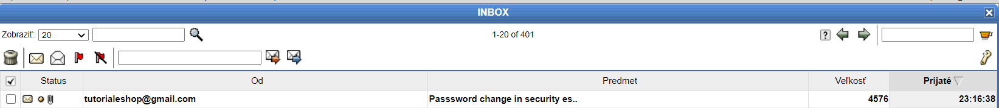 INBOX
Zobraziť: 20
1-20 of 401
?
Status Od Predmet Veľkosť Prijaté
tutorialeshop@gmail.com Passsword change in security es.. 4576 23:16:38